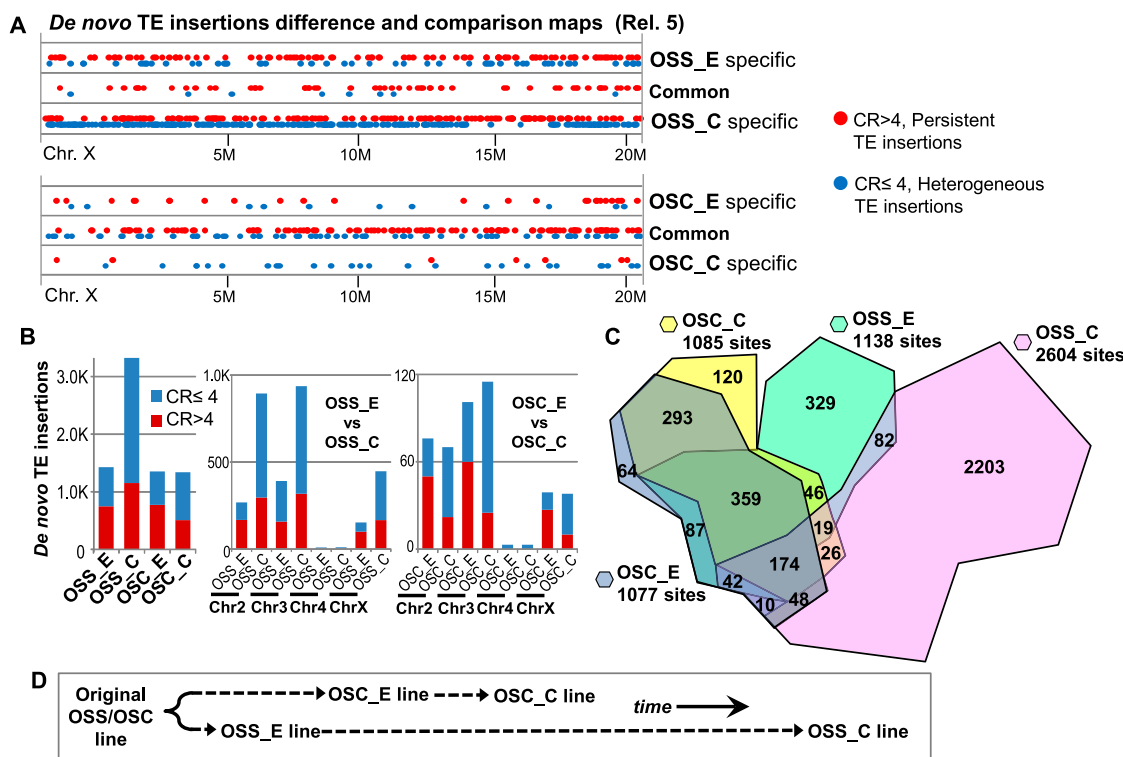 De novo TE insertions difference and comparison maps (Rel. 5)
A
OSS_E specific
Common
OSS_C specific
Chr. X 5M 10M 15M 20M
CR>4, Persistent
TE insertions
CR≤ 4, Heterogeneous
TE insertions
OSC_E specific
Common
OSC_C specific
Chr. X 5M 10M 15M 20M
B
De novo TE insertions
3.0K
2.0K
1.0K
0
CR≤ 4
CR>4
OSS_E OSS_C OSC_E OSC_C
1.0K
500
0
OSS_E
vs
OSS_C
OSS_E OSS_C OSS_E OSS_C OSS_E OSS_C OSS_E OSS_C
Chr2 Chr3 Chr4 ChrX
120
60
0
OSC_E
vs
OSC_C
OSC_E OSC_C OSC_E OSC_C OSC_E OSC_C OSC_E OSC_C
Chr2 Chr3 Chr4 ChrX
C
OSC_C
1085 sites
OSS_E
1138 sites
OSS_C
2604 sites
OSC_E
1077 sites
120
329
293
82
2203
64
359
46
87
19
26
174
42
10
48
D
Original
OSS/OSC
line
OSC_E line
OSC_C line
time
OSS_E line
OSS_C line